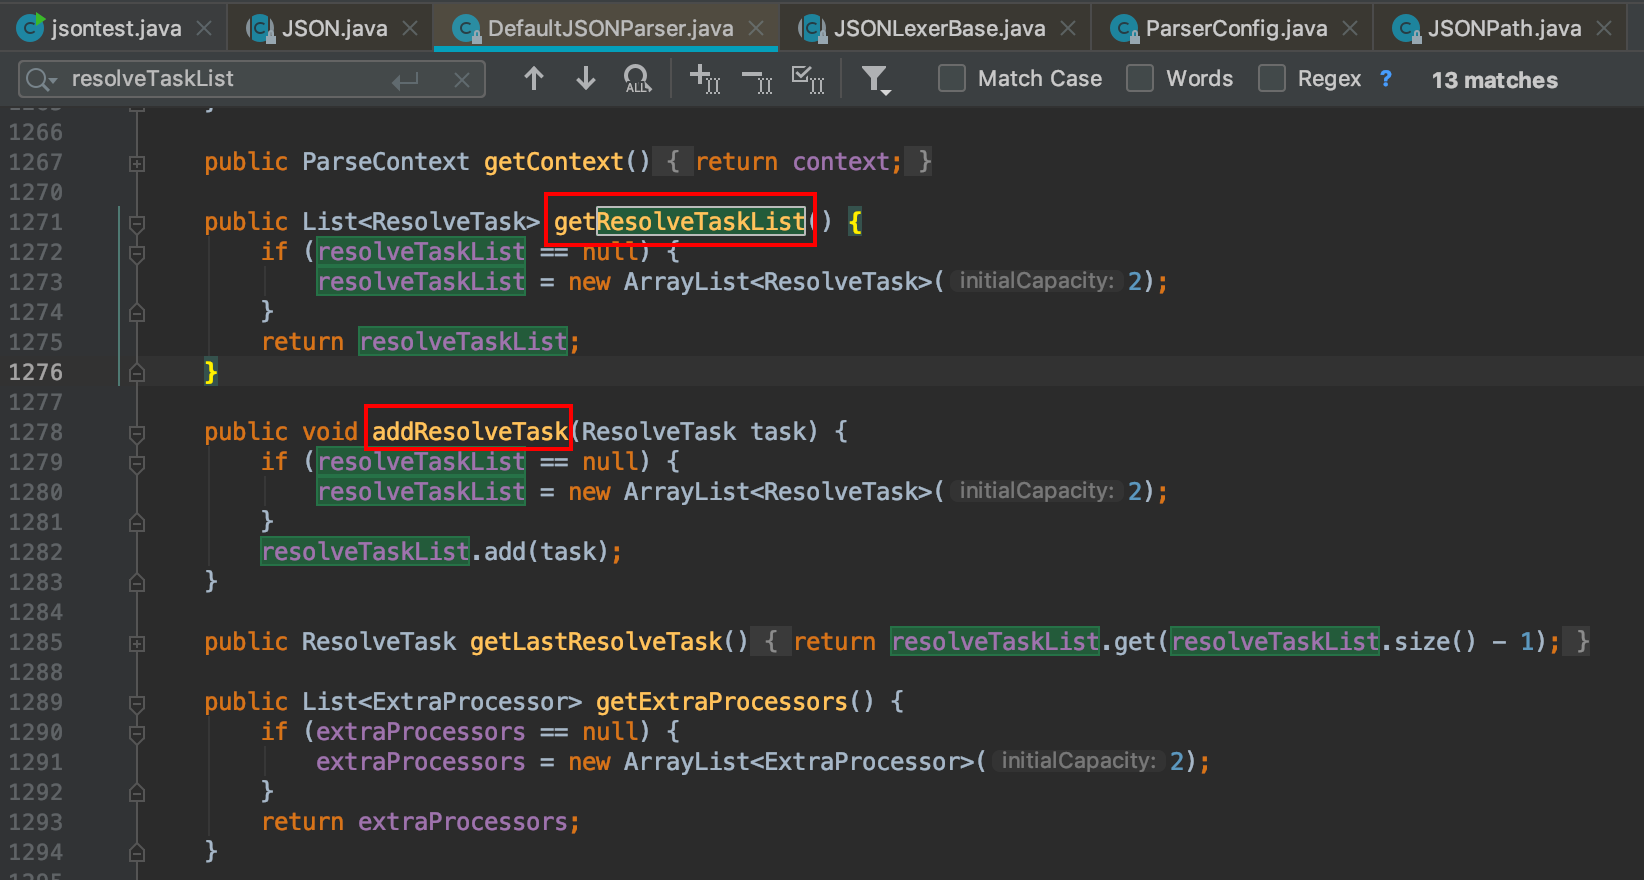 jsontest.java JSON.java DefaultJSONParser.java JSONLexerBase.java ParserConfig.java JSONPath.java
resolveTaskList ALL Match Case Words Regex ? 13 matches
}
1266
1267 public ParseContext getContext() { return context; }
1270
1271 public List<ResolveTask> getResolveTaskList() {
1272 if (resolveTaskList == null) {
1273 resolveTaskList = new ArrayList<ResolveTask>( initialCapacity: 2);
1274 }
1275 return resolveTaskList;
1276 }
1277
1278 public void addResolveTask(ResolveTask task) {
1279 if (resolveTaskList == null) {
1280 resolveTaskList = new ArrayList<ResolveTask>( initialCapacity: 2);
1281 }
1282 resolveTaskList.add(task);
1283 }
1284
1285 public ResolveTask getLastResolveTask() { return resolveTaskList.get(resolveTaskList.size() - 1); }
1288
1289 public List<ExtraProcessor> getExtraProcessors() {
1290 if (extraProcessors == null) {
1291 extraProcessors = new ArrayList<ExtraProcessor>( initialCapacity: 2);
1292 }
1293 return extraProcessors;
1294 }